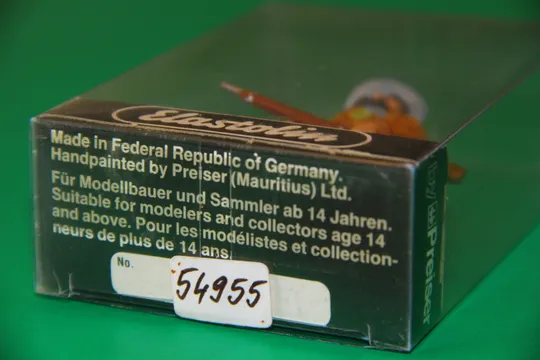 Elastolin
Made in Federal Republic of Germany.
Handpainted by Preiser (Mauritius) Ltd.
Für Modellbauer und Sammler ab 14 Jahren.
Suitable for modelers and collectors age 14
and above. Pour les modélistes et collection-
neurs de plus de 14 ans
No.
54955
Preiser